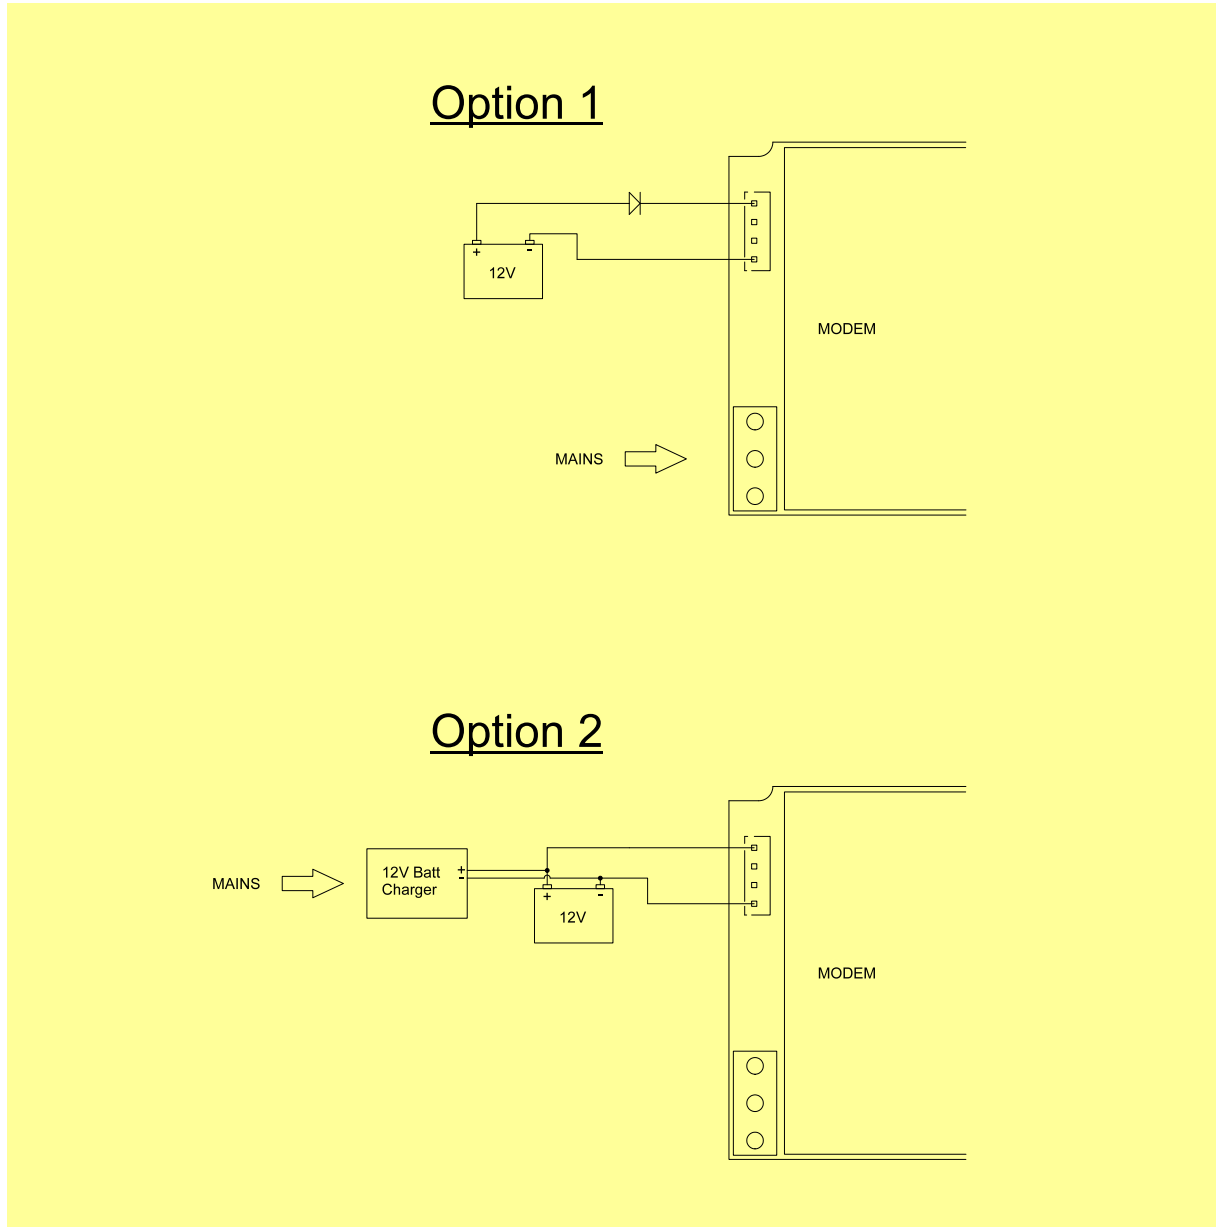 Option 1
+ -
12V
MODEM
MAINS
Option 2
12V Batt +
Charger -
MAINS
+ -
12V
MODEM